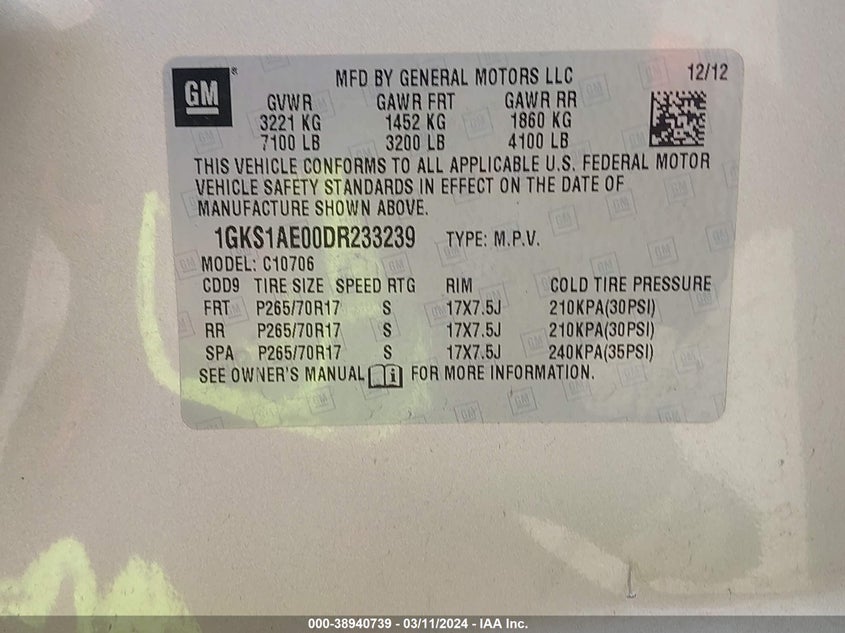 GM ® MFD BY GENERAL MOTORS LLC 12/12
GVWR GAWR FRT GAWR RR
3221 KG 1452 KG 1860 KG
7100 LB 3200 LB 4100 LB
THIS VEHICLE CONFORMS TO ALL APPLICABLE U.S. FEDERAL MOTOR
VEHICLE SAFETY STANDARDS IN EFFECT ON THE DATE OF
MANUFACTURE SHOWN ABOVE.
1GKS1AE00DR233239 TYPE: M.P.V.
MODEL: C10706
CDD9 TIRE SIZE SPEED RTG RIM COLD TIRE PRESSURE
FRT P265/70R17 S 17X7.5J 210KPA(30PSI)
RR P265/70R17 S 17X7.5J 210KPA(30PSI)
SPA P265/70R17 S 17X7.5J 240KPA(35PSI)
SEE OWNER'S MANUAL i FOR MORE INFORMATION.
000-38940739 - 03/11/2024 - IAA Inc.